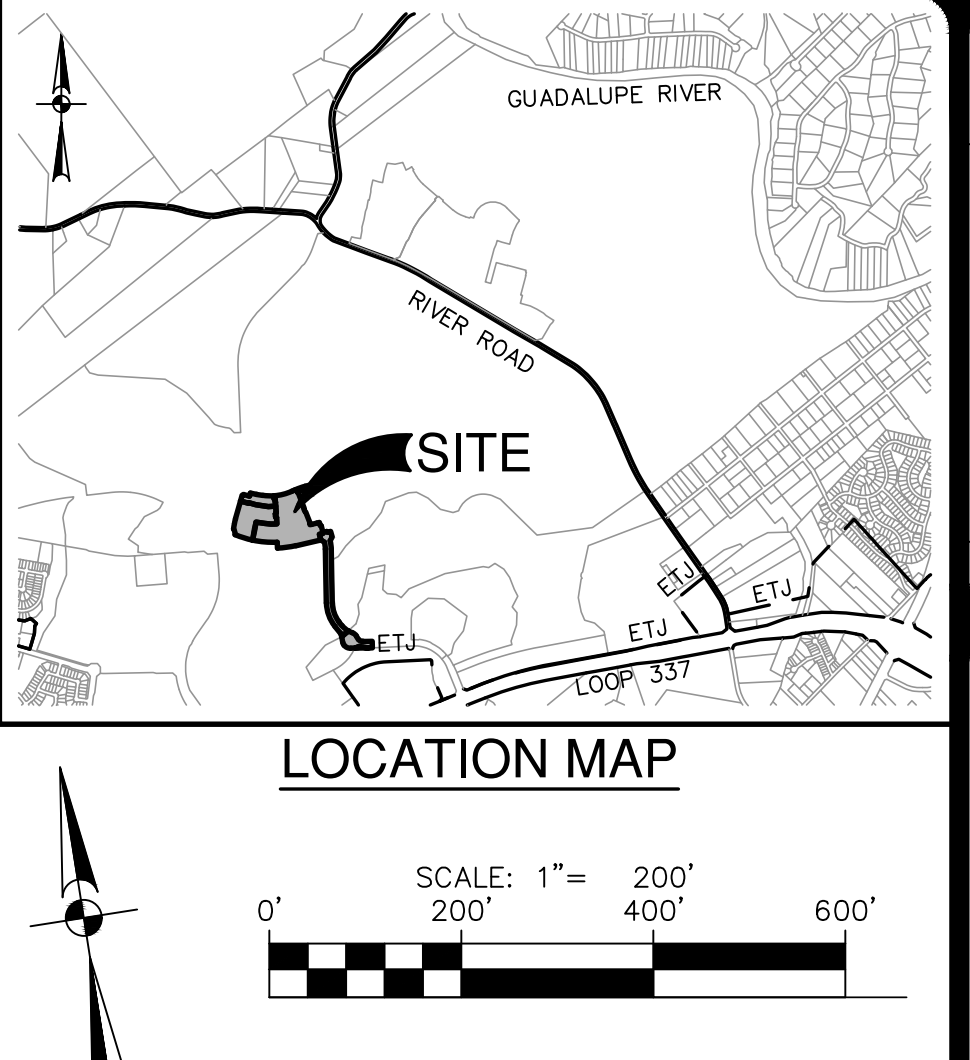 GUADALUPE RIVER
RIVER ROAD
SITE
ETJ
ETJ
ETJ
ETJ
LOOP 337
LOCATION MAP
SCALE: 1"= 200'
0' 200' 400' 600'